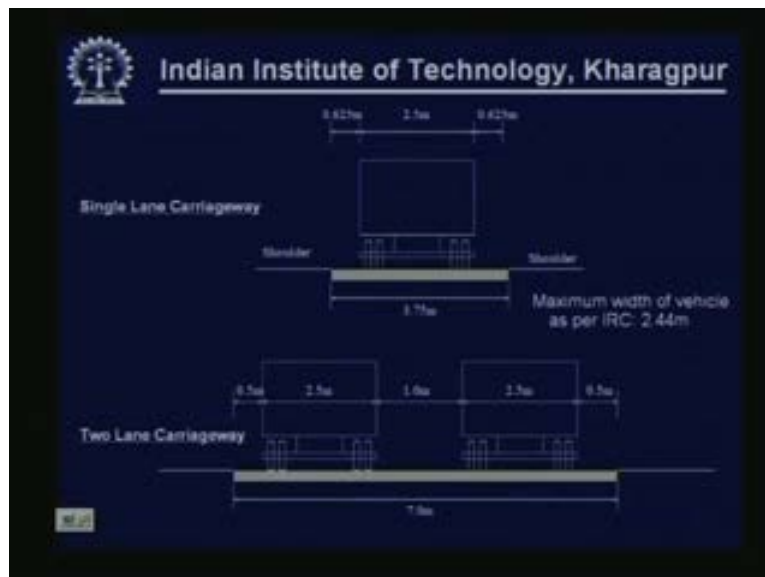 Indian Institute of Technology, Kharagpur
0.625m 2.5m 0.625m
Single Lane Carriageway
Shoulder Shoulder
3.75m
Maximum width of vehicle
as per IRC: 2.44m
0.5m 2.5m 1.0m 2.5m 0.5m
Two Lane Carriageway
7.0m